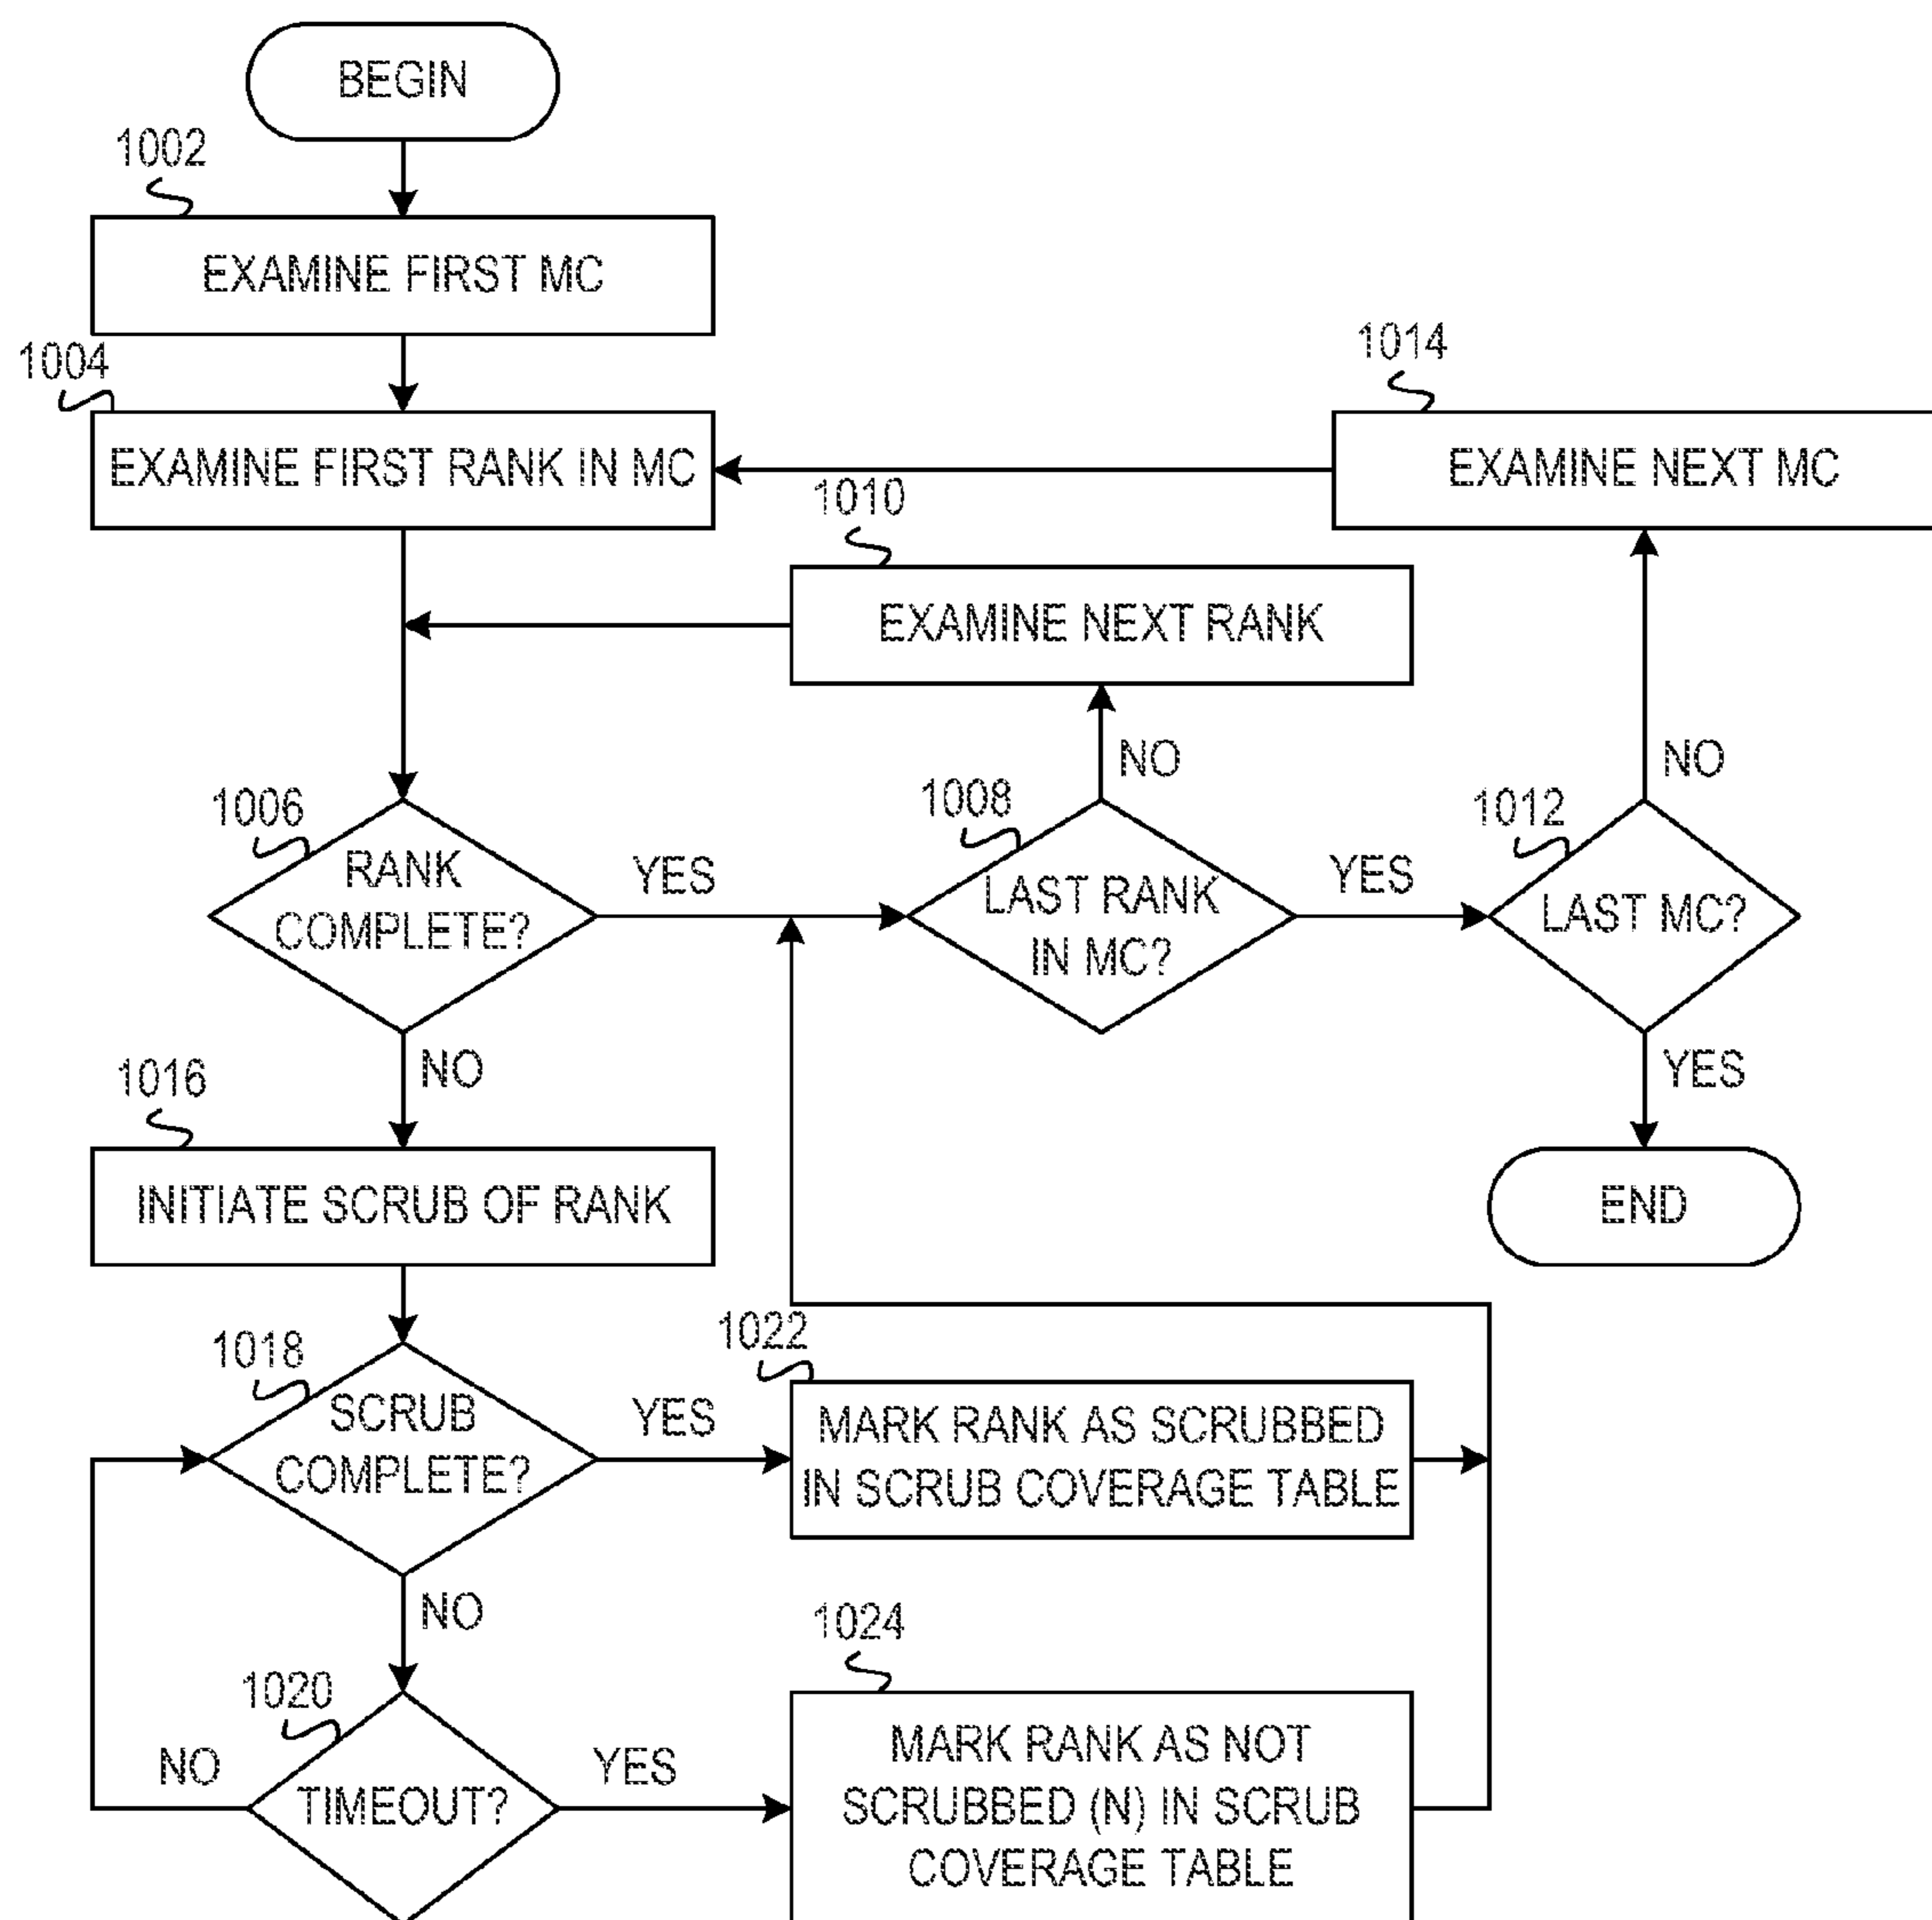 BEGIN
1002
EXAMINE FIRST MC
1004
EXAMINE FIRST RANK IN MC
1014
EXAMINE NEXT MC
1010
EXAMINE NEXT RANK
NO
NO
1006
RANK
COMPLETE?
YES
1008
LAST RANK
IN MC?
YES
1012
LAST MC?
NO
YES
1016
INITIATE SCRUB OF RANK
END
1018
SCRUB
COMPLETE?
YES
1022
MARK RANK AS SCRUBBED
IN SCRUB COVERAGE TABLE
NO
1020
TIMEOUT?
NO
YES
1024
MARK RANK AS NOT
SCRUBBED (N) IN SCRUB
COVERAGE TABLE